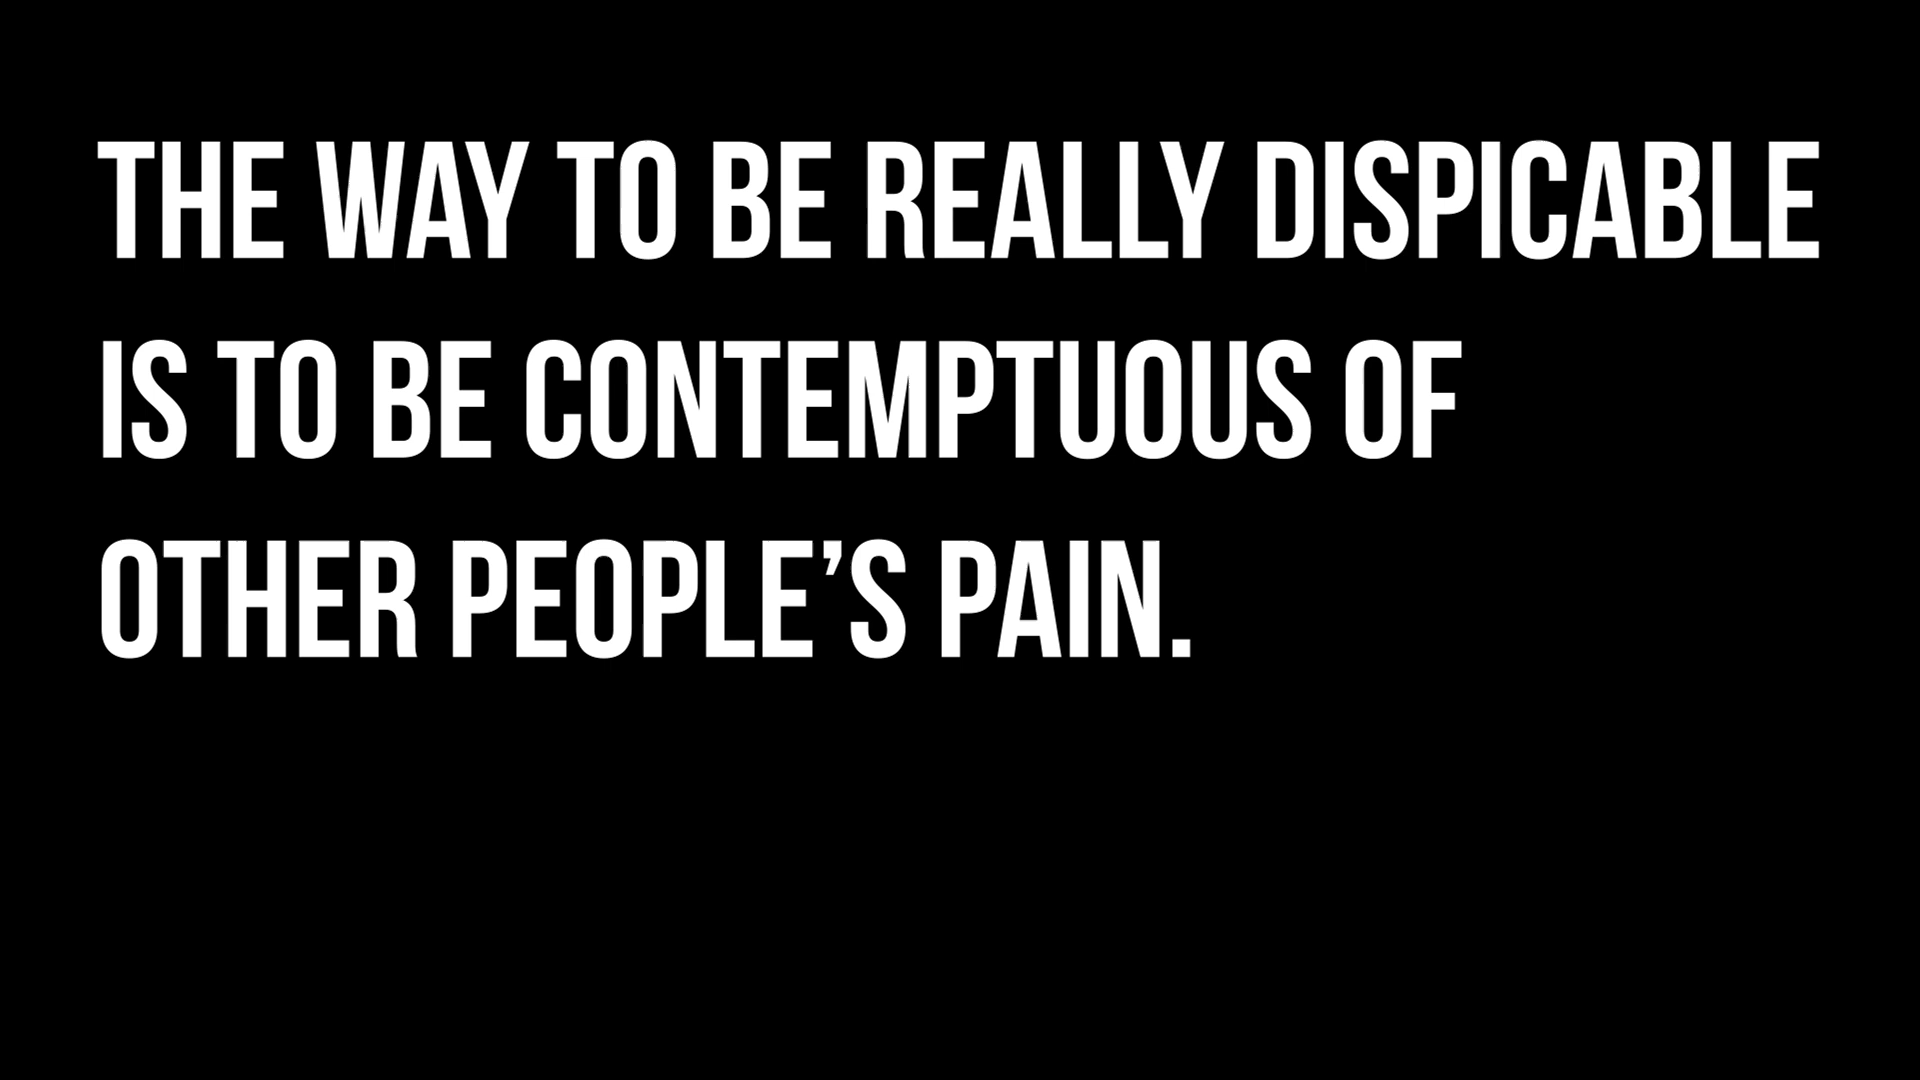 THE WAY TO BE REALLY DISPICABLE
IS TO BE CONTEMPTUOUS OF
OTHER PEOPLE’S PAIN.